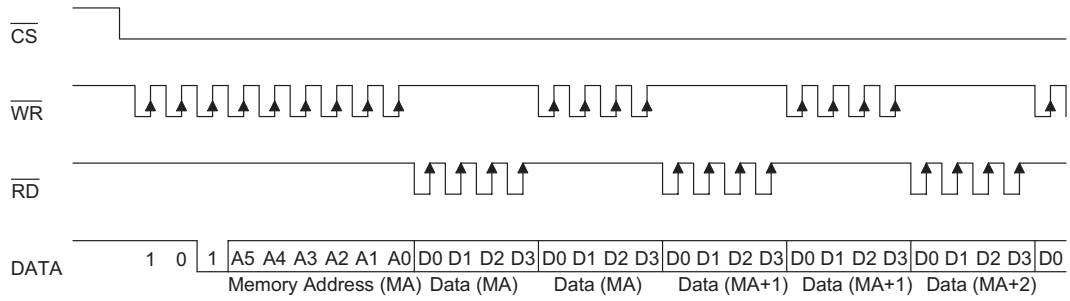 CS
WR
RD
DATA 1 0 1 A5 A4 A3 A2 A1 A0 D0 D1 D2 D3 D0 D1 D2 D3 D0 D1 D2 D3 D0 D1 D2 D3 D0 D1 D2 D3 D0
Memory Address (MA) Data (MA) Data (MA) Data (MA+1) Data (MA+1) Data (MA+2)